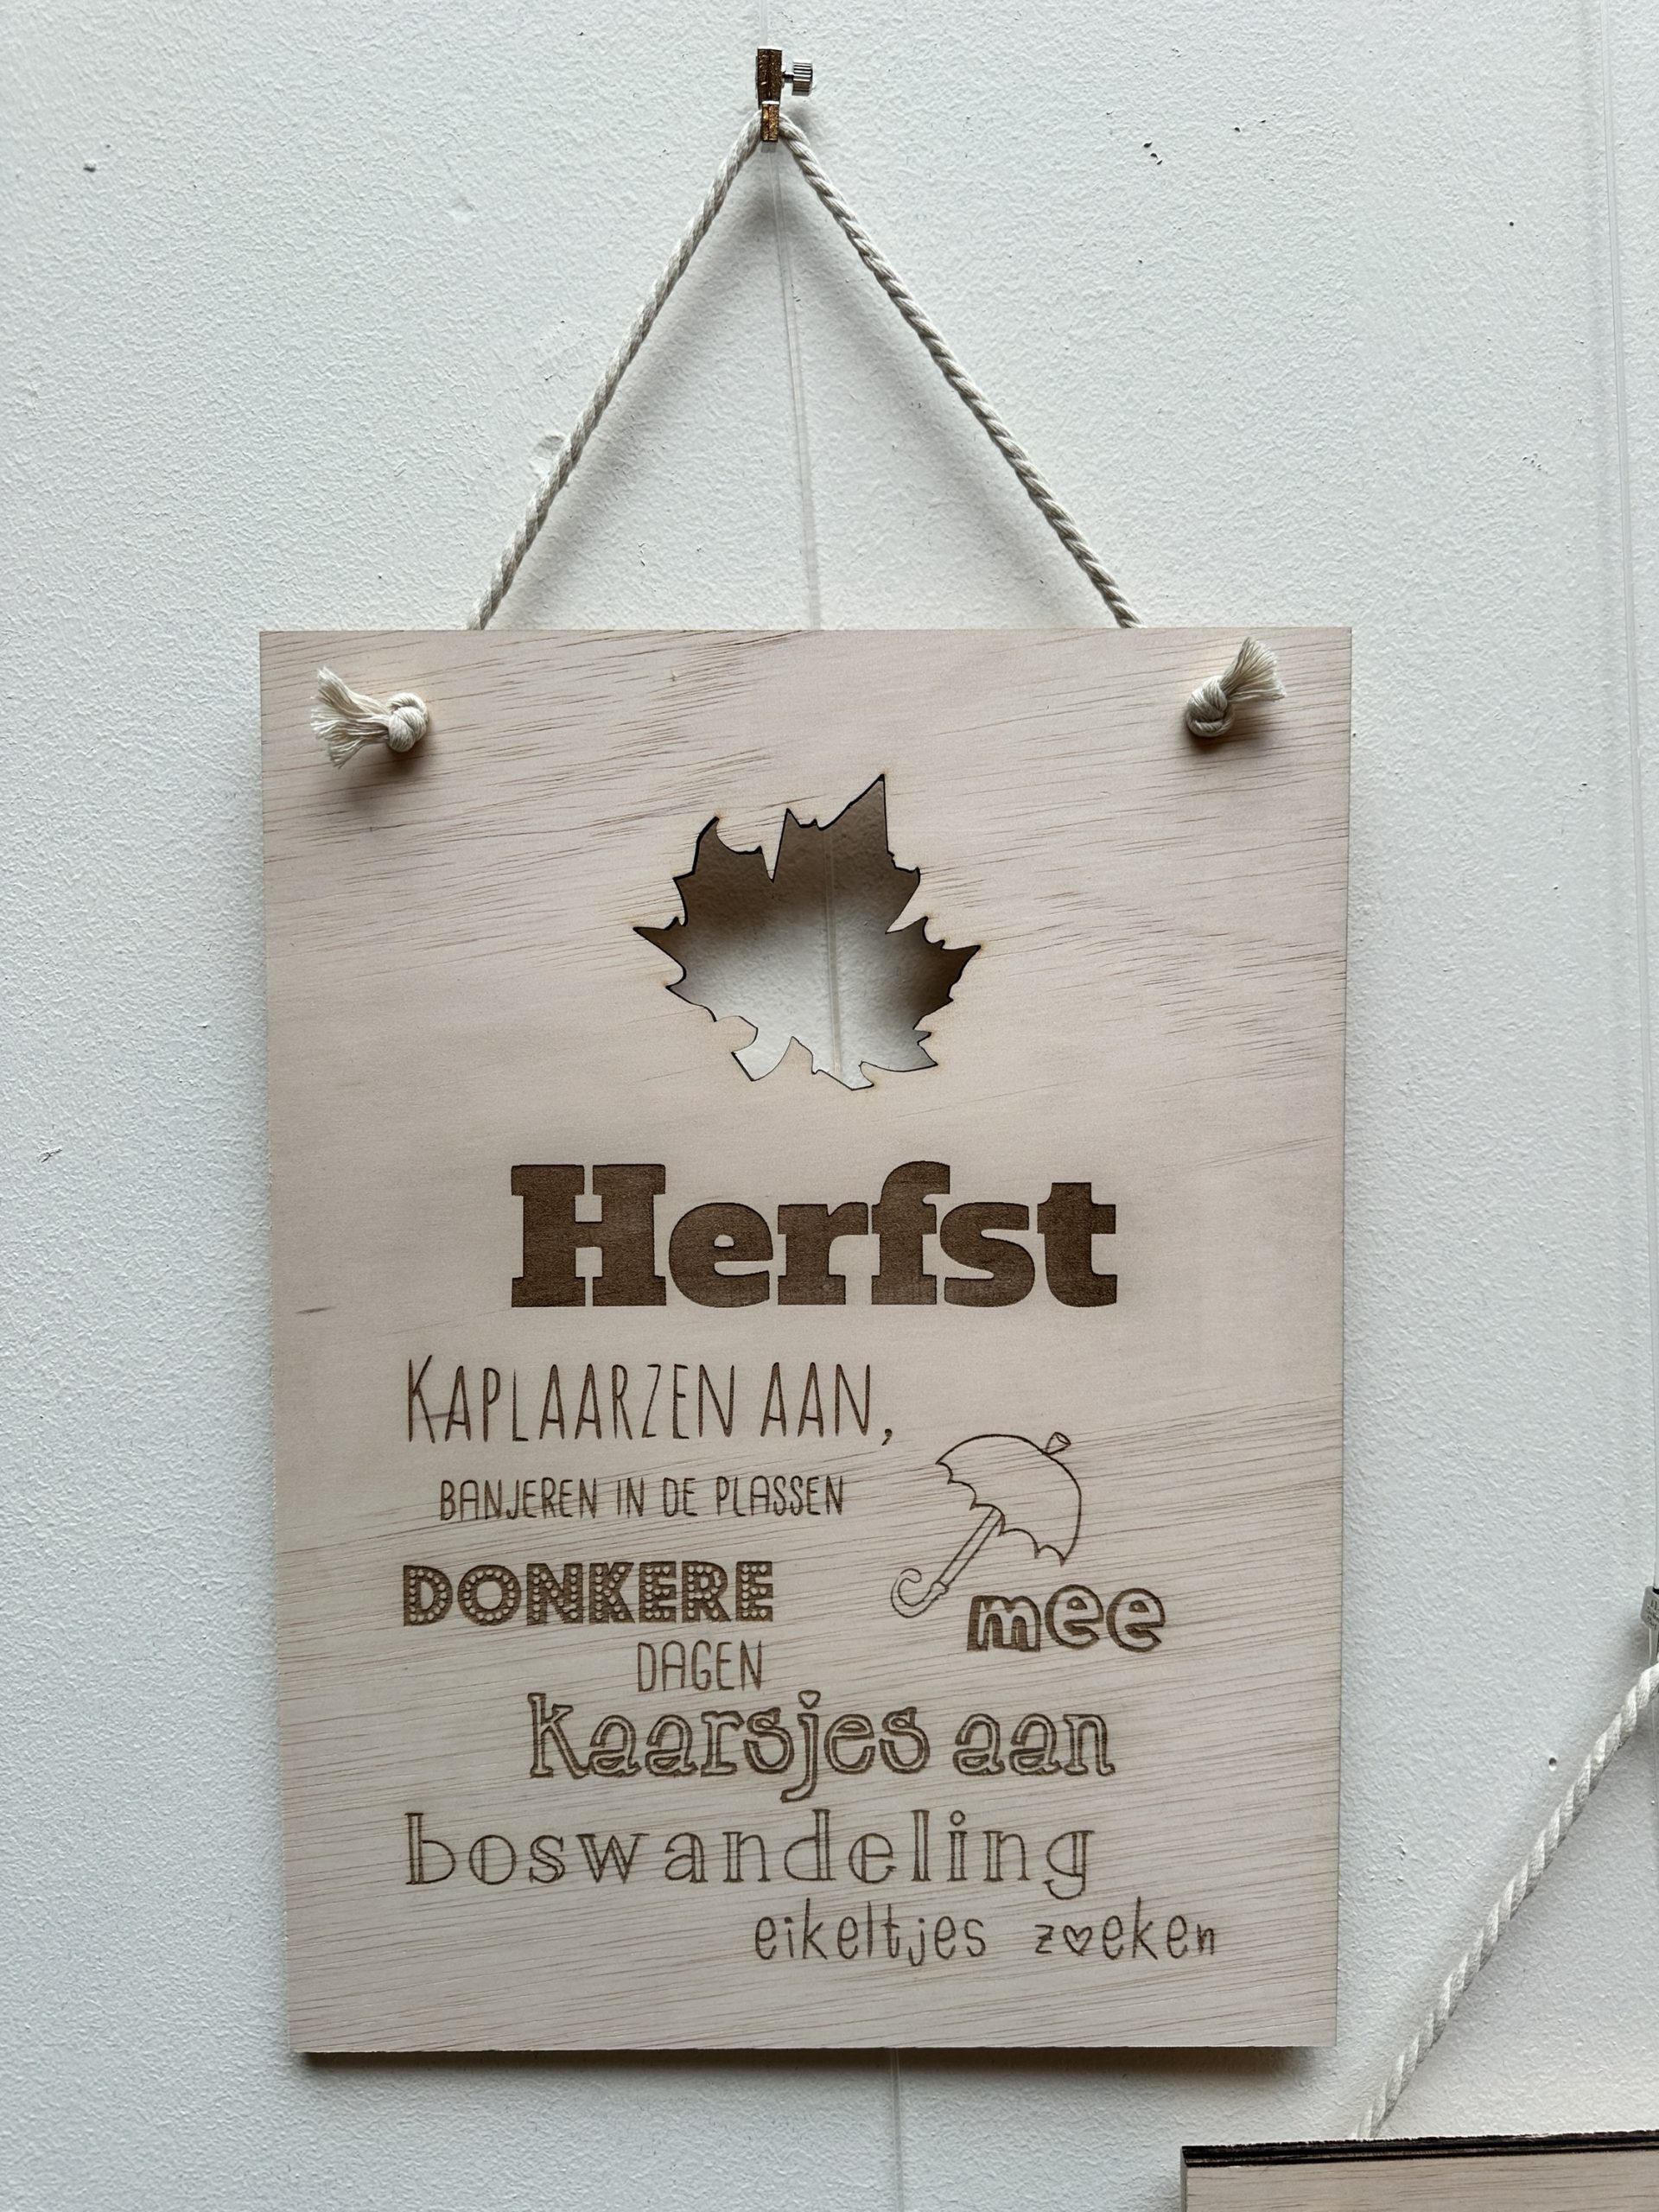 Herfst
KAPLAARZEN AAN,
BANJEREN IN DE PLASSEN
DONKERE
mee
DAGEN
kaarsjes aan
boswandeling
eikeltjes zoeken